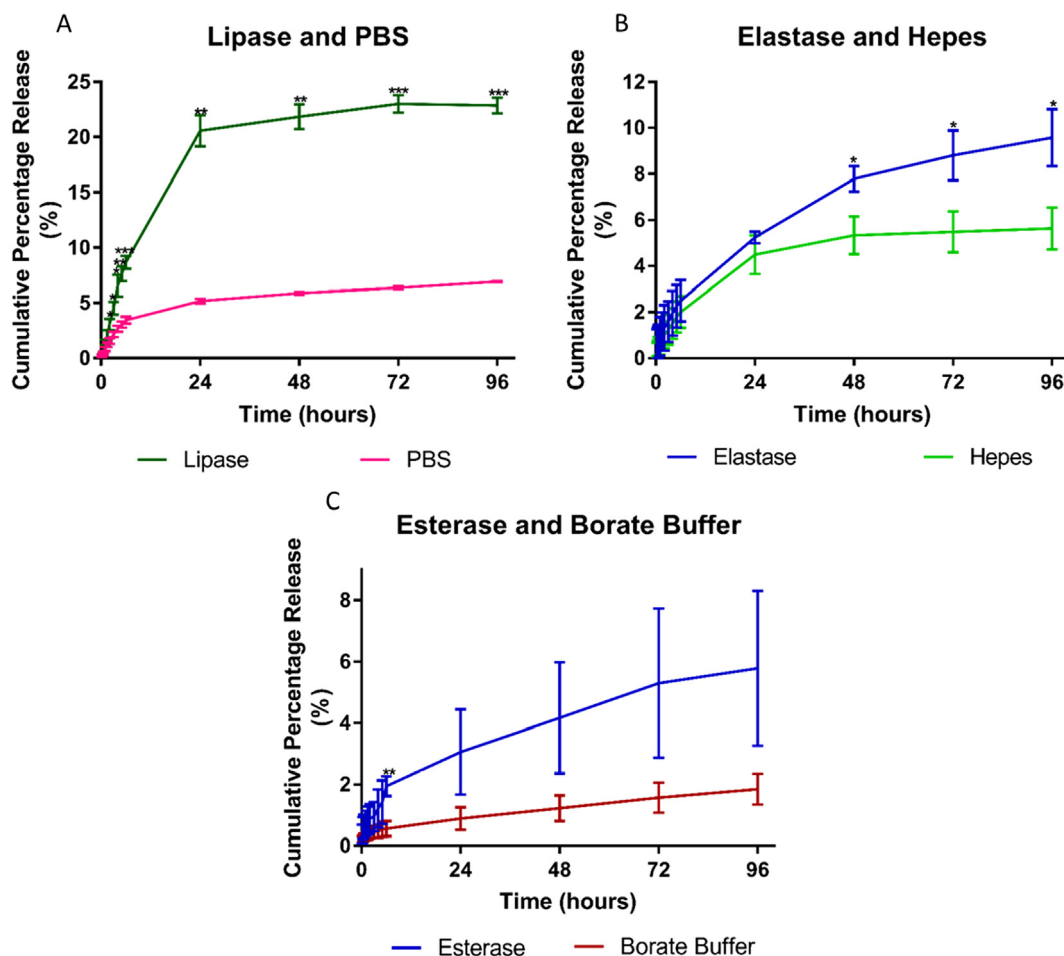 A
Lipase and PBS
Cumulative Percentage Release
(%)
25
20
15
10
5
0
*
*
**
**
***
**
**
***
***
0 24 48 72 96
Time (hours)
Lipase PBS
B
Elastase and Hepes
Cumulative Percentage Release
(%)
12
10
8
6
4
2
0
*
*
*
0 24 48 72 96
Time (hours)
Elastase Hepes
C
Esterase and Borate Buffer
Cumulative Percentage Release
(%)
8
6
4
2
0
**
0 24 48 72 96
Time (hours)
Esterase Borate Buffer